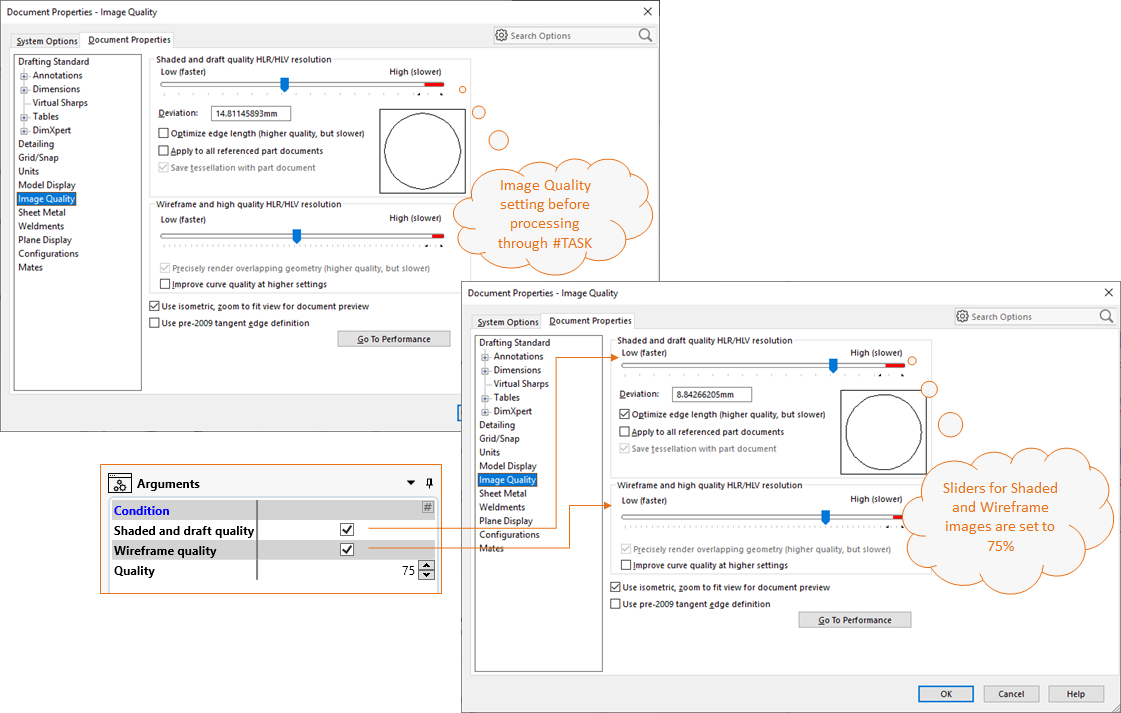 Document Properties - Image Quality
System Options
Document Properties
Search Options
Drafting Standard
Annotations
Dimensions
Virtual Sharps
Tables
DimXpert
Detailing
Grid/Snap
Units
Model Display
Image Quality
Sheet Metal
Weldments
Plane Display
Configurations
Mates
Shaded and draft quality HLR/HLV resolution
Low (faster)
High (slower)
Deviation:
14.81145893mm
Optimize edge length (higher quality, but slower)
Apply to all referenced part documents
Save tessellation with part document
Wireframe and high quality HLR/HLV resolution
Low (faster)
High (slower)
Precisely render overlapping geometry (higher quality, but slower)
Improve curve quality at higher settings
Use isometric, zoom to fit view for document preview
Use pre-2009 tangent edge definition
Go To Performance
Image Quality
setting before
processing
through #TASK
Document Properties - Image Quality
System Options
Document Properties
Search Options
Drafting Standard
Annotations
Dimensions
Virtual Sharps
Tables
DimXpert
Detailing
Grid/Snap
Units
Model Display
Image Quality
Sheet Metal
Weldments
Plane Display
Configurations
Mates
Shaded and draft quality HLR/HLV resolution
Low (faster)
High (slower)
Deviation:
8.84266205mm
Optimize edge length (higher quality, but slower)
Apply to all referenced part documents
Save tessellation with part document
Wireframe and high quality HLR/HLV resolution
Low (faster)
High (slower)
Precisely render overlapping geometry (higher quality, but slower)
Improve curve quality at higher settings
Use isometric, zoom to fit view for document preview
Use pre-2009 tangent edge definition
Go To Performance
OK
Cancel
Help
Sliders for Shaded
and Wireframe
images are set to
75%
Arguments
Condition #
Shaded and draft quality
Wireframe quality
Quality 75